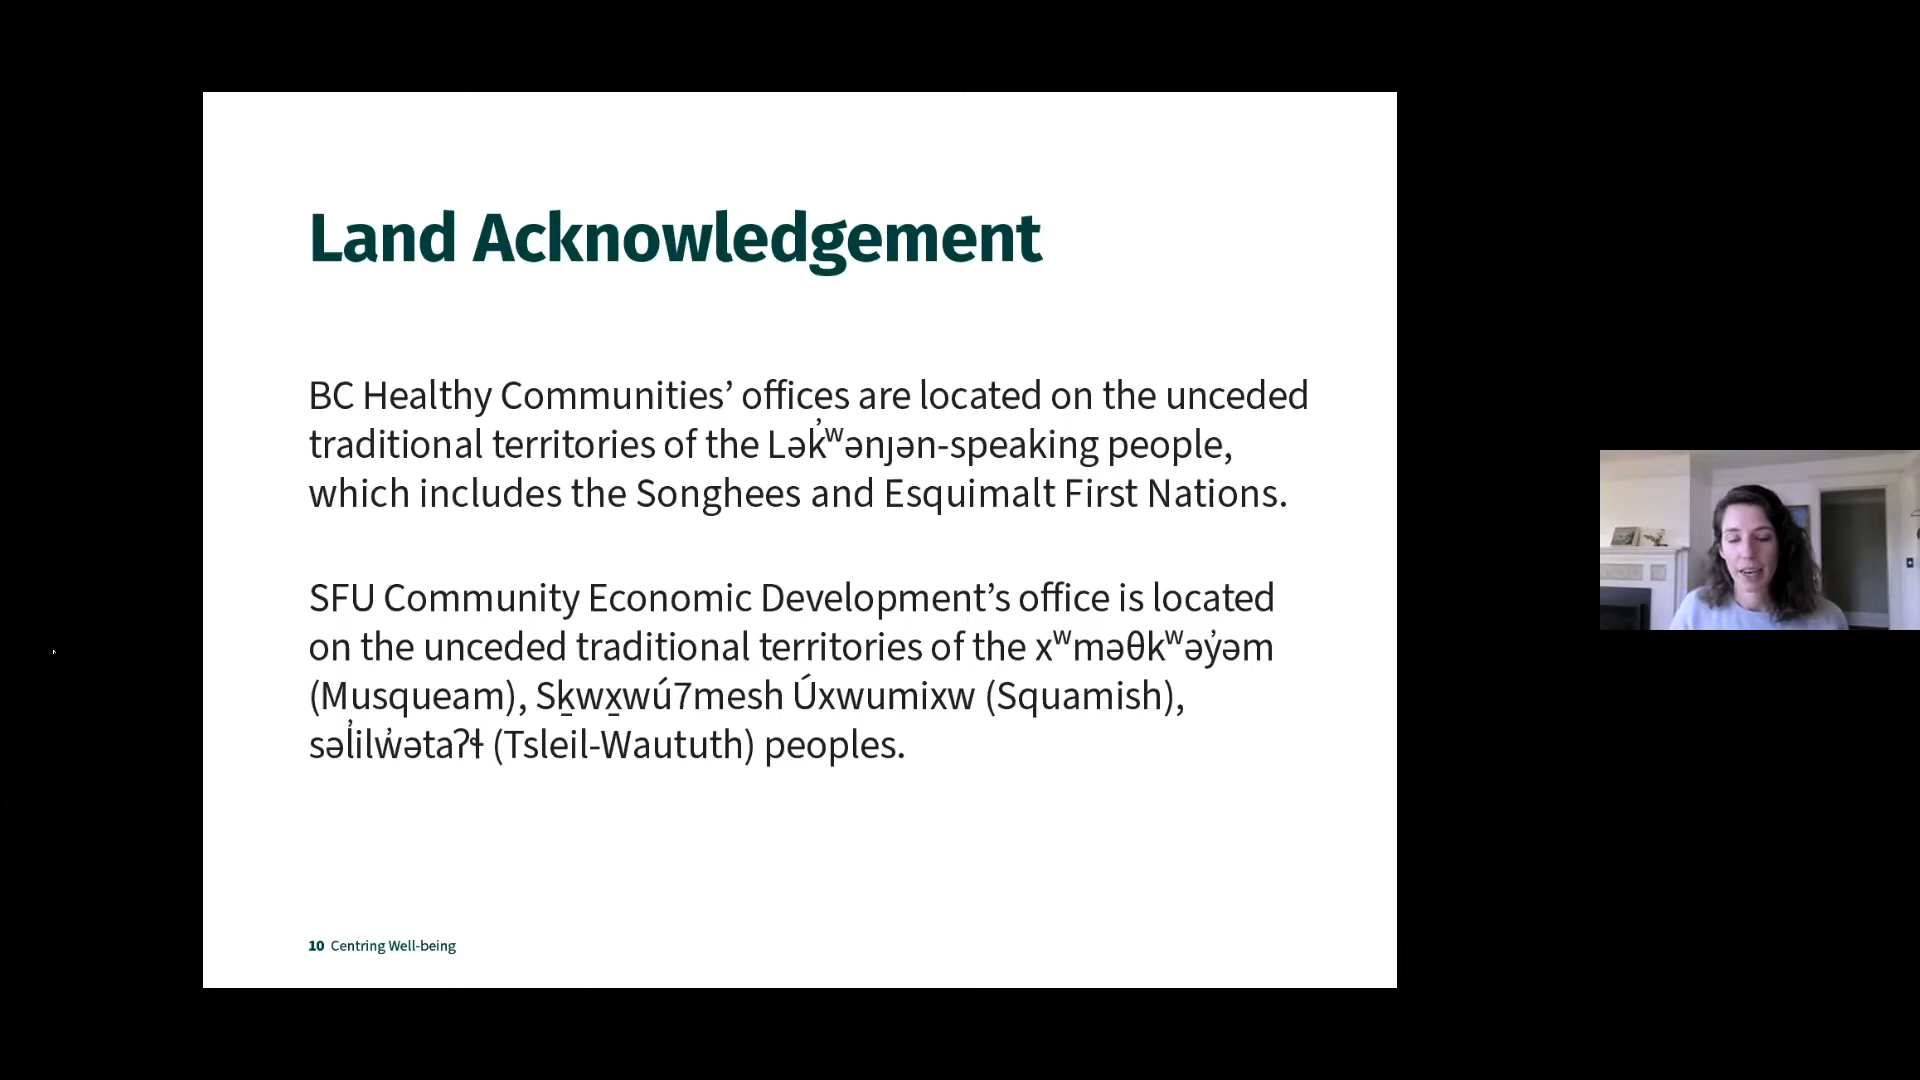 Land Acknowledgement
BC Healthy Communities’ offices are located on the unceded
traditional territories of the Lək̓ʷənȷən-speaking people,
which includes the Songhees and Esquimalt First Nations.
SFU Community Economic Development’s office is located
on the unceded traditional territories of the xʷməθkʷəy̓əm
(Musqueam), Sḵwx̱wú7mesh Úxwumixw (Squamish),
səl̓ilw̓ətaʔɬ (Tsleil-Waututh) peoples.
10 Centring Well-being